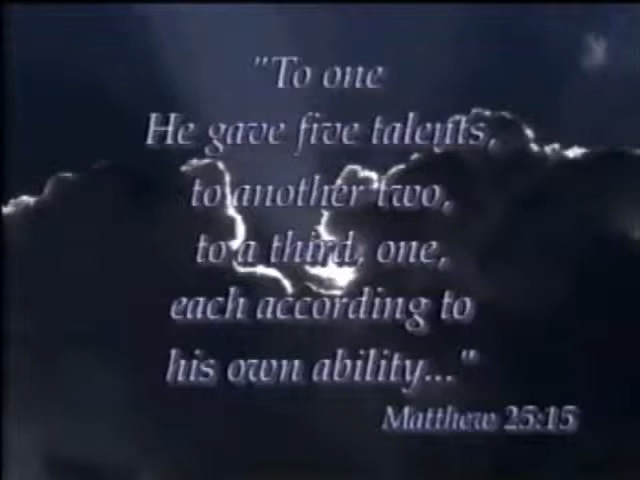 "To one
He gave five talents,
to another two,
to a third, one,
each according to
his own ability..."
Matthew 25:15